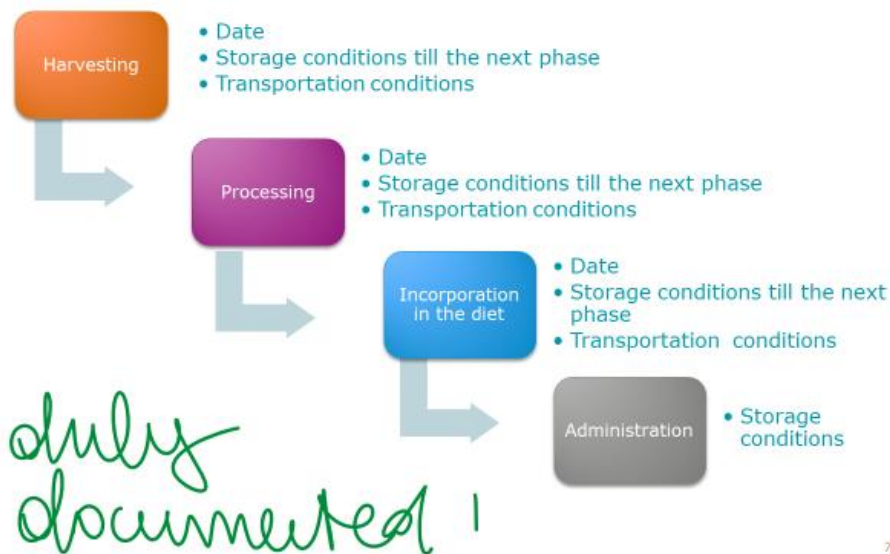 Harvesting
• Date
• Storage conditions till the next phase
• Transportation conditions
Processing
• Date
• Storage conditions till the next phase
• Transportation conditions
Incorporation
in the diet
• Date
• Storage conditions till the next
phase
• Transportation conditions
Administration
• Storage
conditions
duly
documented !
2